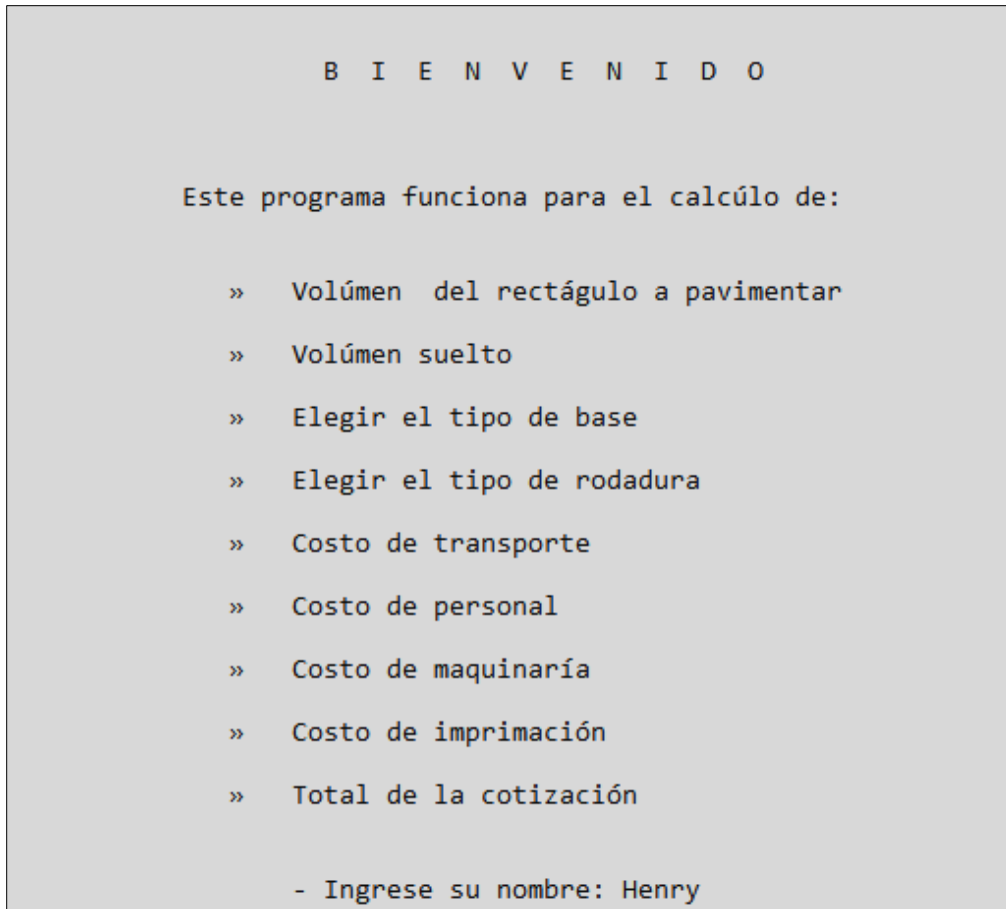 B I E N V E N I D O
Este programa funciona para el calcúlo de:
» Volúmen del rectágulo a pavimentar
» Volúmen suelto
» Elegir el tipo de base
» Elegir el tipo de rodadura
» Costo de transporte
» Costo de personal
» Costo de maquinaría
» Costo de imprimación
» Total de la cotización
- Ingrese su nombre: Henry